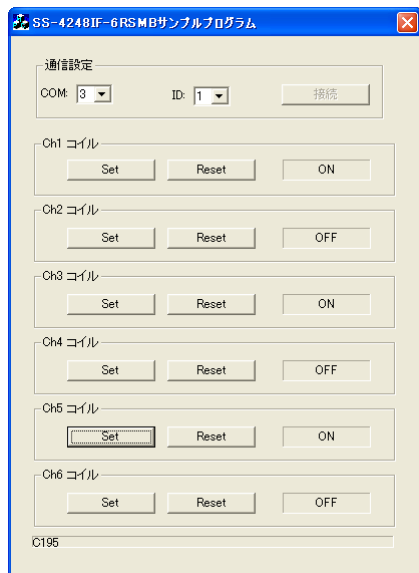 SS-4248IF-6RSMBサンプルプログラム
通信設定
COM: 3 ID: 1 接続
Ch1 コイル
Set Reset ON
Ch2 コイル
Set Reset OFF
Ch3 コイル
Set Reset ON
Ch4 コイル
Set Reset OFF
Ch5 コイル
Set Reset ON
Ch6 コイル
Set Reset OFF
C195